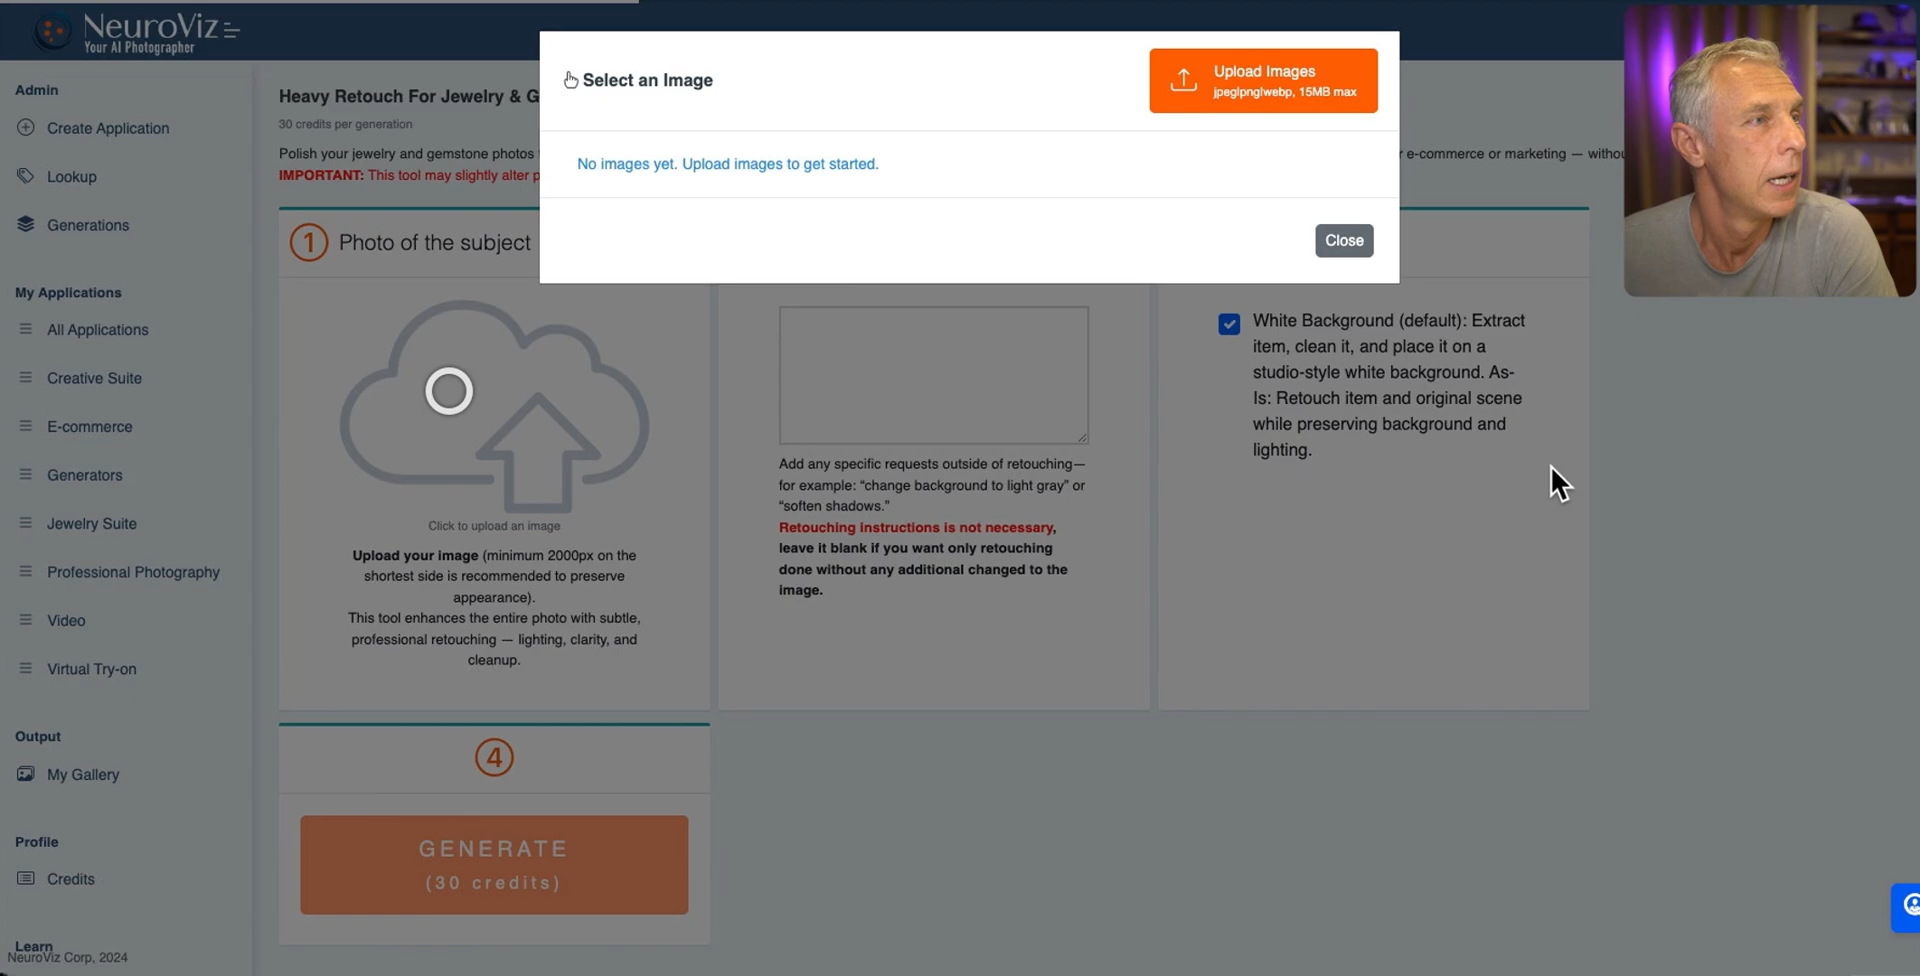 NeuroViz
Your AI Photographer
Select an Image
Upload Images
jpeg|png|webp, 15MB max
No images yet. Upload images to get started.
Close
Admin
Create Application
Lookup
Generations
My Applications
All Applications
Creative Suite
E-commerce
Generators
Jewelry Suite
Professional Photography
Video
Virtual Try-on
Output
My Gallery
Profile
Credits
Learn
NeuroViz Corp, 2024
Heavy Retouch For Jewelry & G
30 credits per generation
Polish your jewelry and gemstone photos
r e-commerce or marketing — withou
IMPORTANT: This tool may slightly alter p
1 Photo of the subject
Click to upload an image
Upload your image (minimum 2000px on the
shortest side is recommended to preserve
appearance).
This tool enhances the entire photo with subtle,
professional retouching — lighting, clarity, and
cleanup.
Add any specific requests outside of retouching—
for example: “change background to light gray” or
“soften shadows.”
Retouching instructions is not necessary,
leave it blank if you want only retouching
done without any additional changed to the
image.
White Background (default): Extract
item, clean it, and place it on a
studio-style white background. As-
Is: Retouch item and original scene
while preserving background and
lighting.
4
GENERATE
(30 credits)